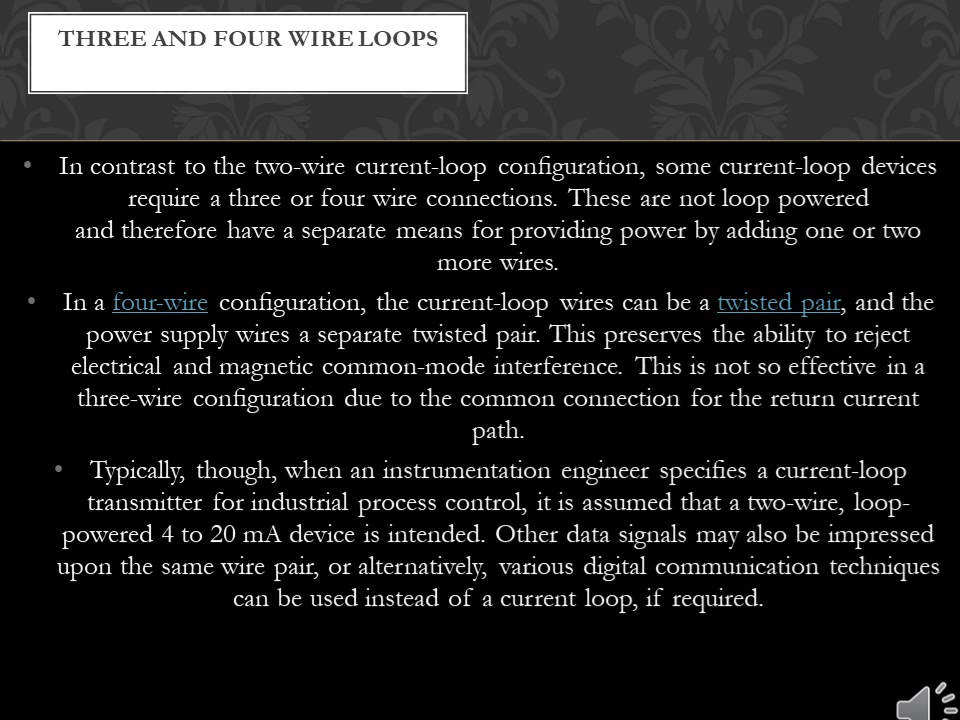 THREE AND FOUR WIRE LOOPS
• In contrast to the two-wire current-loop configuration, some current-loop devices
require a three or four wire connections. These are not loop powered
and therefore have a separate means for providing power by adding one or two
more wires.
• In a four-wire configuration, the current-loop wires can be a twisted pair, and the
power supply wires a separate twisted pair. This preserves the ability to reject
electrical and magnetic common-mode interference. This is not so effective in a
three-wire configuration due to the common connection for the return current
path.
• Typically, though, when an instrumentation engineer specifies a current-loop
transmitter for industrial process control, it is assumed that a two-wire, loop-
powered 4 to 20 mA device is intended. Other data signals may also be impressed
upon the same wire pair, or alternatively, various digital communication techniques
can be used instead of a current loop, if required.